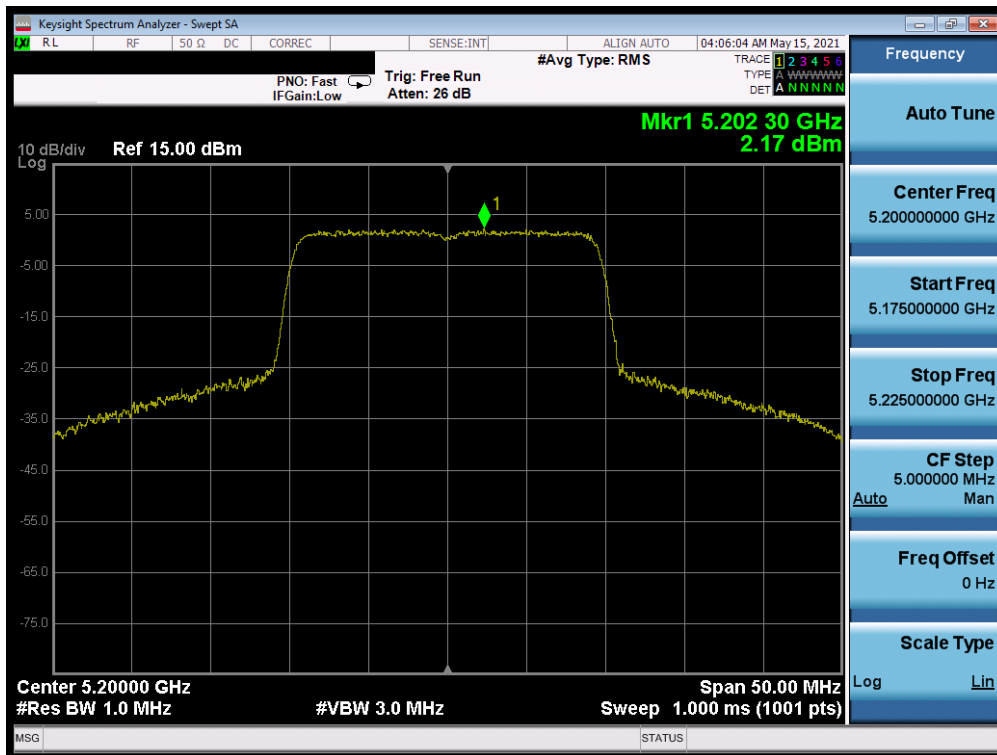 Keysight Spectrum Analyzer - Swept SA
LXI RL RF 50 Ω DC CORREC SENSE:INT ALIGN AUTO 04:06:04 AM May 15, 2021
#Avg Type: RMS
TRACE 1 2 3 4 5 6
TYPE A WWWWW
DET A N N N N N
PNO: Fast
IFGain:Low
Trig: Free Run
Atten: 26 dB
Mkr1 5.202 30 GHz
2.17 dBm
10 dB/div Ref 15.00 dBm
Log
1
5.00
-5.00
-15.0
-25.0
-35.0
-45.0
-55.0
-65.0
-75.0
Center 5.20000 GHz Span 50.00 MHz
#Res BW 1.0 MHz #VBW 3.0 MHz Sweep 1.000 ms (1001 pts)
MSG STATUS
Frequency
Auto Tune
Center Freq
5.200000000 GHz
Start Freq
5.175000000 GHz
Stop Freq
5.225000000 GHz
CF Step
5.000000 MHz
Auto Man
Freq Offset
0 Hz
Scale Type
Log Lin